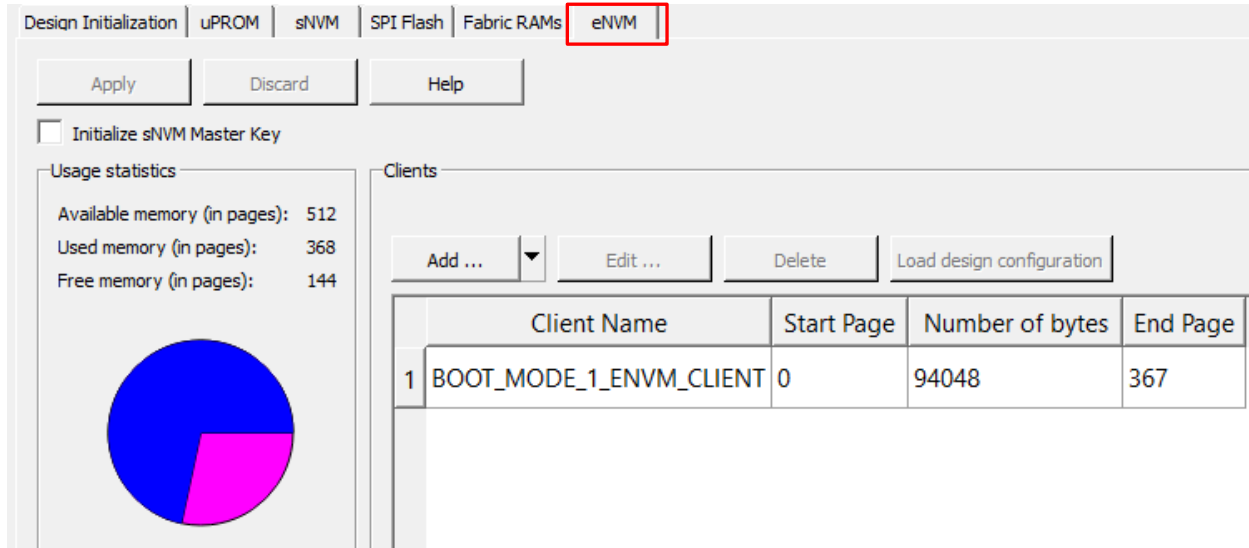 Design Initialization uPROM sNVM SPI Flash Fabric RAMs eNVM
Apply Discard Help
Initialize sNVM Master Key
Usage statistics
Available memory (in pages): 512
Used memory (in pages): 368
Free memory (in pages): 144
Clients
Add ... Edit ... Delete Load design configuration
Client Name Start Page Number of bytes End Page
1 BOOT_MODE_1_ENVM_CLIENT 0 94048 367